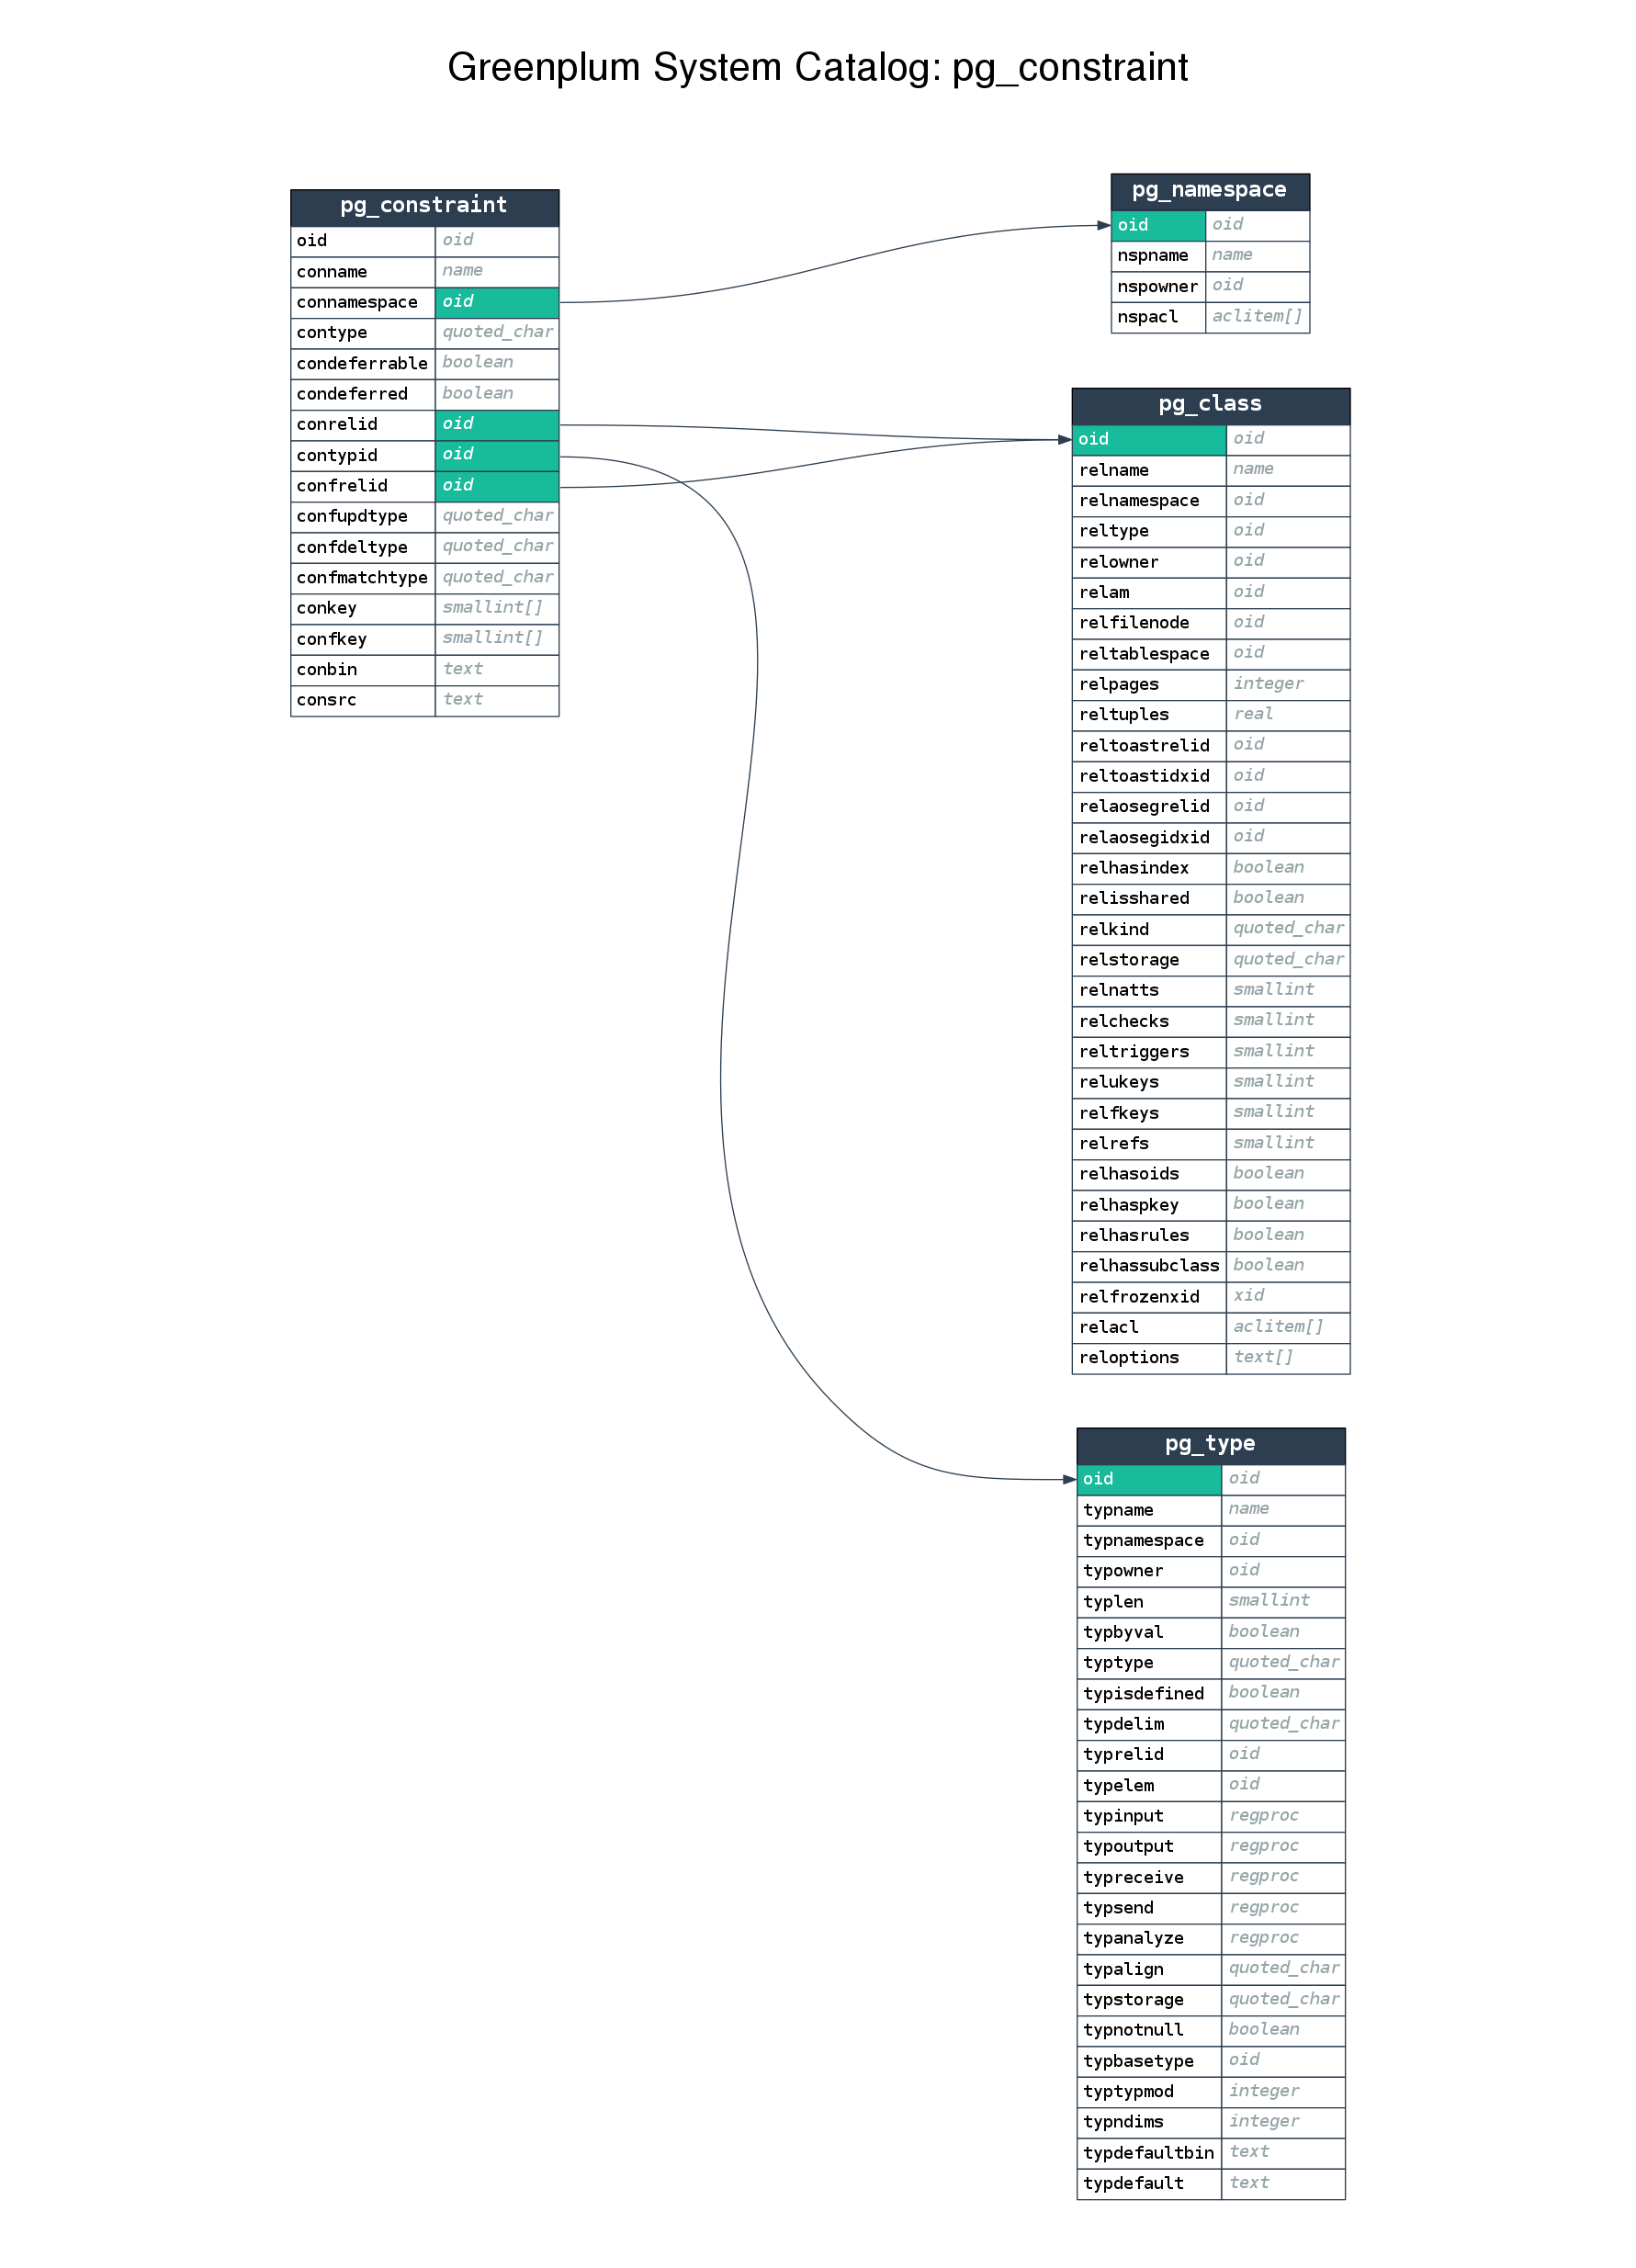 Greenplum System Catalog: pg_constraint
pg_constraint
oid oid
conname name
connamespace oid
contype quoted_char
condeferrable boolean
condeferred boolean
conrelid oid
contypid oid
confrelid oid
confupdtype quoted_char
confdeltype quoted_char
confmatchtype quoted_char
conkey smallint[]
confkey smallint[]
conbin text
consrc text
pg_namespace
oid oid
nspname name
nspowner oid
nspacl aclitem[]
pg_class
oid oid
relname name
relnamespace oid
reltype oid
relowner oid
relam oid
relfilenode oid
reltablespace oid
relpages integer
reltuples real
reltoastrelid oid
reltoastidxid oid
relaosegrelid oid
relaosegidxid oid
relhasindex boolean
relisshared boolean
relkind quoted_char
relstorage quoted_char
relnatts smallint
relchecks smallint
reltriggers smallint
relukeys smallint
relfkeys smallint
relrefs smallint
relhasoids boolean
relhaspkey boolean
relhasrules boolean
relhassubclass boolean
relfrozenxid xid
relacl aclitem[]
reloptions text[]
pg_type
oid oid
typname name
typnamespace oid
typowner oid
typlen smallint
typbyval boolean
typtype quoted_char
typisdefined boolean
typdelim quoted_char
typrelid oid
typelem oid
typinput regproc
typoutput regproc
typreceive regproc
typsend regproc
typanalyze regproc
typalign quoted_char
typstorage quoted_char
typnotnull boolean
typbasetype oid
typtypmod integer
typndims integer
typdefaultbin text
typdefault text